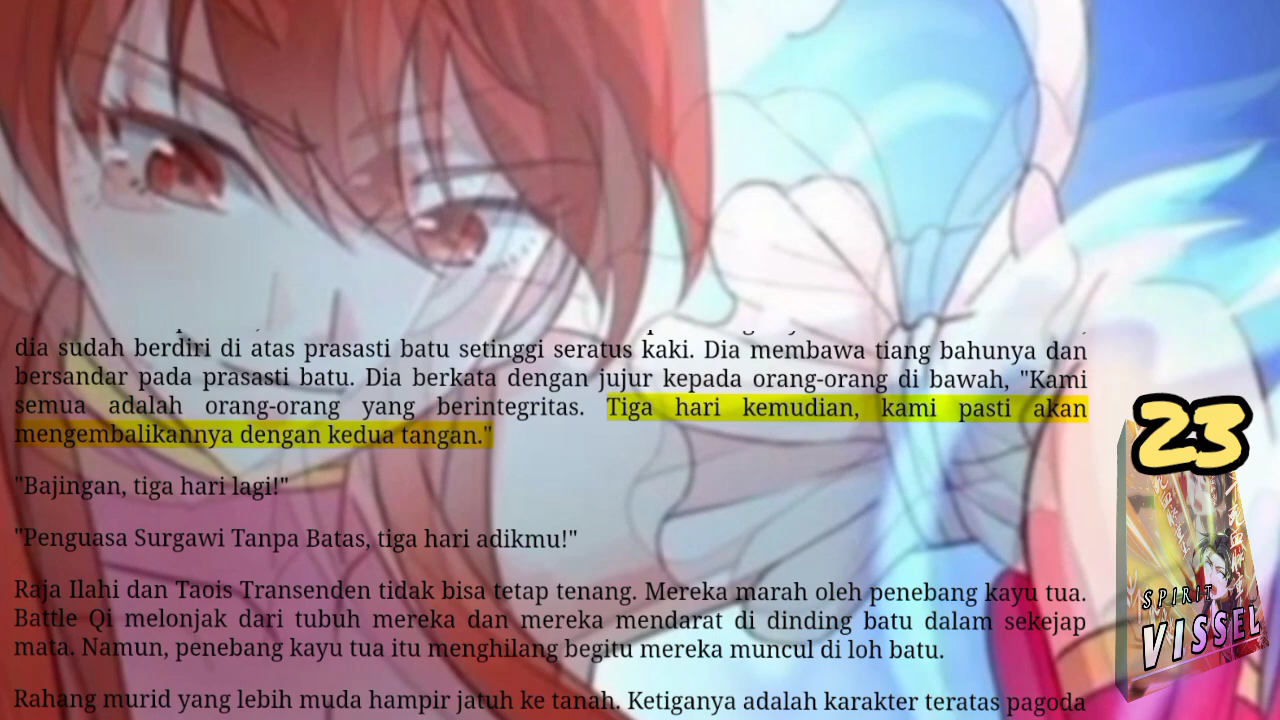 dia sudah berdiri di atas prasasti batu setinggi seratus kaki. Dia membawa tiang bahunya dan
bersandar pada prasasti batu. Dia berkata dengan jujur kepada orang-orang di bawah, "Kami
semua adalah orang-orang yang berintegritas. Tiga hari kemudian, kami pasti akan
mengembalikannya dengan kedua tangan."
"Bajingan, tiga hari lagi!"
"Penguasa Surgawi Tanpa Batas, tiga hari adikmu!"
Raja Ilahi dan Taois Transenden tidak bisa tetap tenang. Mereka marah oleh penebang kayu tua.
Battle Qi melonjak dari tubuh mereka dan mereka mendarat di dinding batu dalam sekejap
mata. Namun, penebang kayu tua itu menghilang begitu mereka muncul di loh batu.
Rahang murid yang lebih muda hampir jatuh ke tanah. Ketiganya adalah karakter teratas pagoda
23
SPIRIT
VISSEL